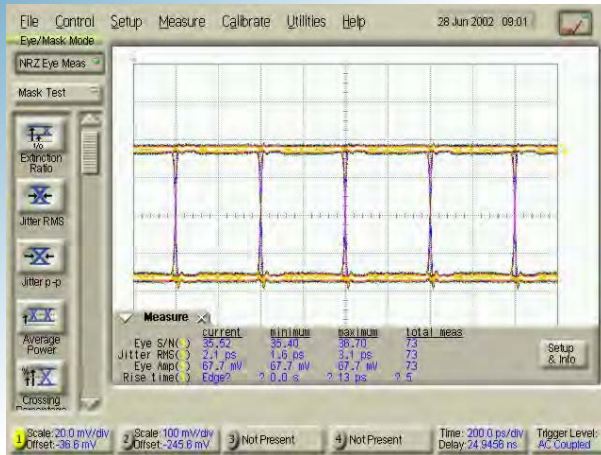 File Control Setup Measure Calibrate Utilities Help 28 Jun 2002 09:01
Eye/Mask Mode
NRZ Eye Meas
Mask Test
Extinction
Ratio
Jitter RMS
Jitter p-p
Average
Power
Crossing
Measure
current minimum maximum total meas
Eye S/N( ) 35.52 35.40 36.70 73
Jitter RMS( ) 2.1 ps 1.6 ps 3.1 ps 73
Eye Amp( ) 67.7 mV 67.7 mV 67.7 mV 73
Rise time( ) Edge? ? 0.0 s ? 13 ps ? 5
Setup
& Info
1 Scale: 20.0 mV/div
Offset: -36.6 mV
2 Scale: 100 mV/div
Offset: -245.6 mV
3 Not Present
4 Not Present
Time: 200.0 ps/div
Delay: 24.9456 ns
Trigger Level:
AC Coupled